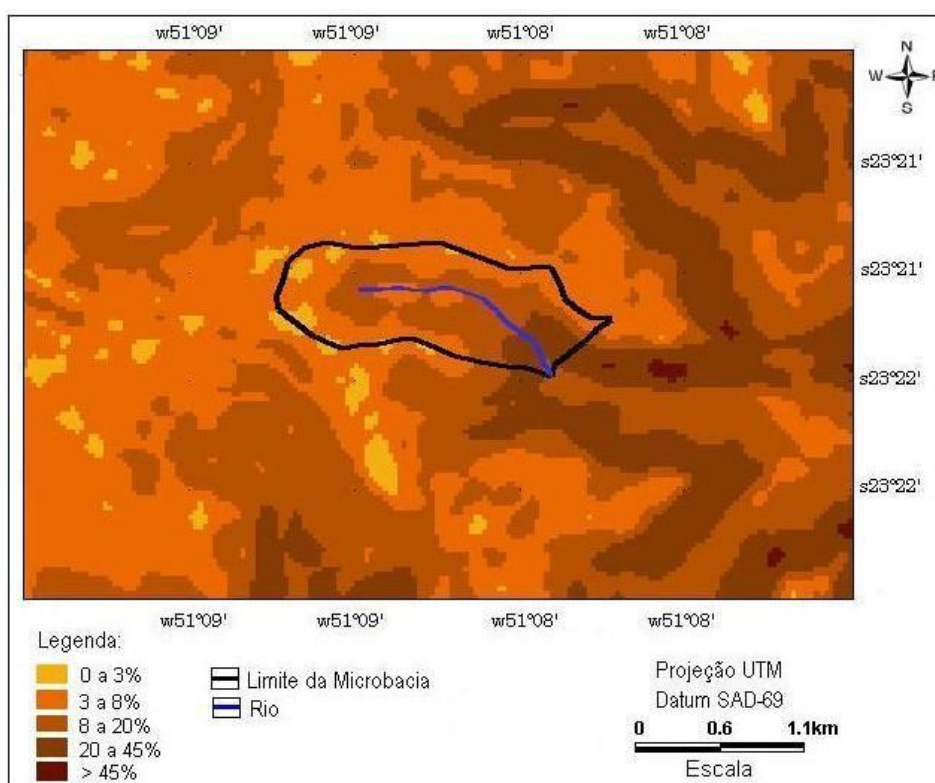 w51°09' w51°09' w51°08' w51°08'
N
W E
S
s23°21'
s23°21'
s23°22'
s23°22'
w51°09' w51°09' w51°08' w51°08'
Legenda:
0 a 3%
3 a 8%
8 a 20%
20 a 45%
> 45%
Limite da Microbacia
Rio
Projeção UTM
Datum SAD-69
0 0.6 1.1km
Escala